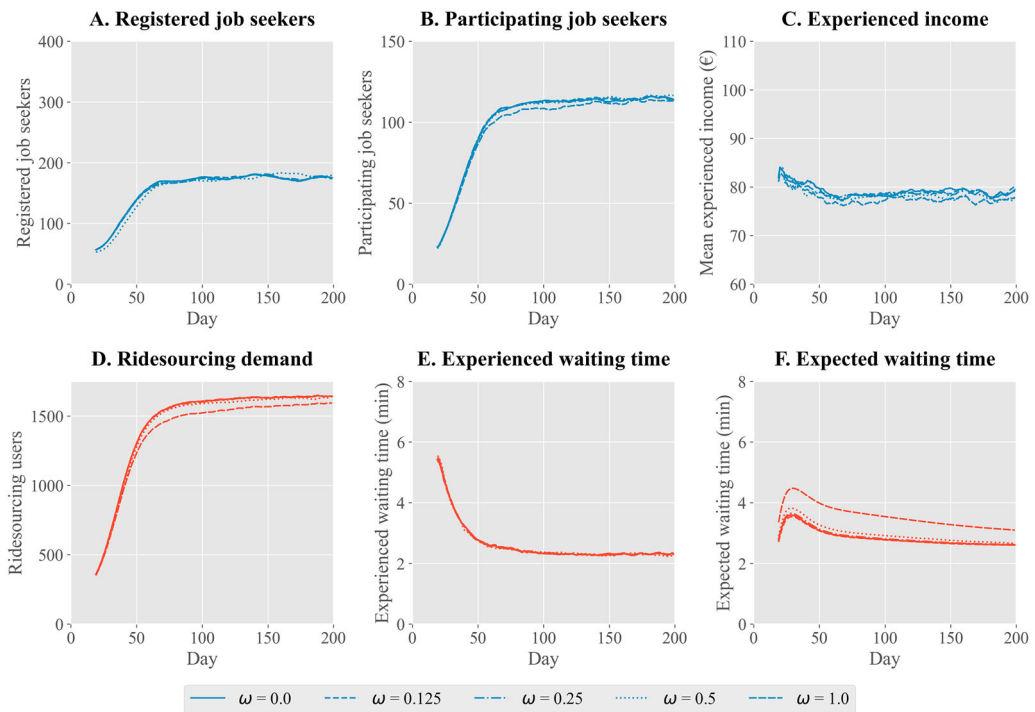 A. Registered job seekers
400
300
200
100
0
0
50
100
150
200
Registered job seekers
Day
B. Participating job seekers
150
100
50
0
0
50
100
150
200
Participating job seekers
Day
C. Experienced income
110
100
90
80
70
60
0
50
100
150
200
Mean experienced income (€)
Day
D. Ridesourcing demand
1500
1000
500
0
0
50
100
150
200
Ridesourcing users
Day
E. Experienced waiting time
8
6
4
2
0
0
50
100
150
200
Experienced waiting time (min)
Day
F. Expected waiting time
8
6
4
2
0
0
50
100
150
200
Expected waiting time (min)
Day
ω = 0.0
ω = 0.125
ω = 0.25
ω = 0.5
ω = 1.0